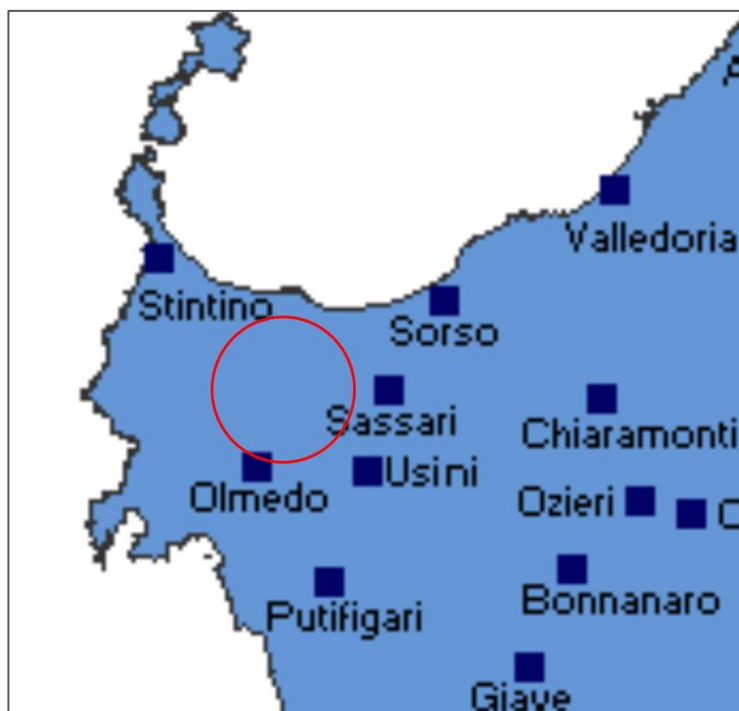 Valledoria
Stintino
Sorso
Sassari
Chiaramonti
Usini
Olmedo
Ozieri
Bonnanaro
Putifigari
Giave